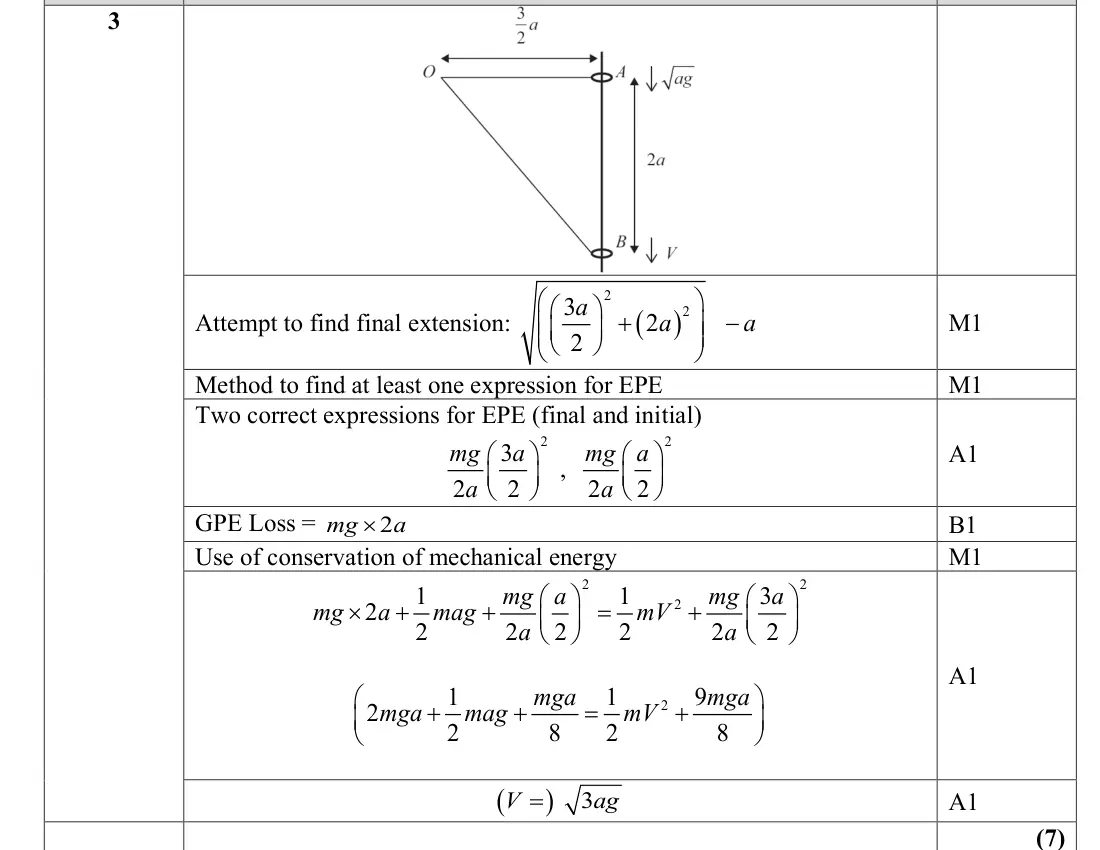 3
3/2 a
O
A ↓ √(ag)
2a
B ↓ V
Attempt to find final extension: √(((3a/2)² + (2a)²)) − a M1
Method to find at least one expression for EPE M1
Two correct expressions for EPE (final and initial)
mg/2a (3a/2)² , mg/2a (a/2)² A1
GPE Loss = mg × 2a B1
Use of conservation of mechanical energy M1
mg × 2a + 1/2 mag + mg/2a (a/2)² = 1/2 mV² + mg/2a (3a/2)²
A1
(2mga + 1/2 mag + mga/8 = 1/2 mV² + 9mga/8)
(V =) √(3ag) A1
(7)